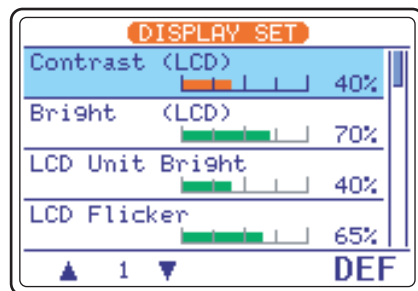 DISPLAY SET
Contrast (LCD)
40%
Bright (LCD)
70%
LCD Unit Bright
40%
LCD Flicker
65%
▲ 1 ▼ DEF